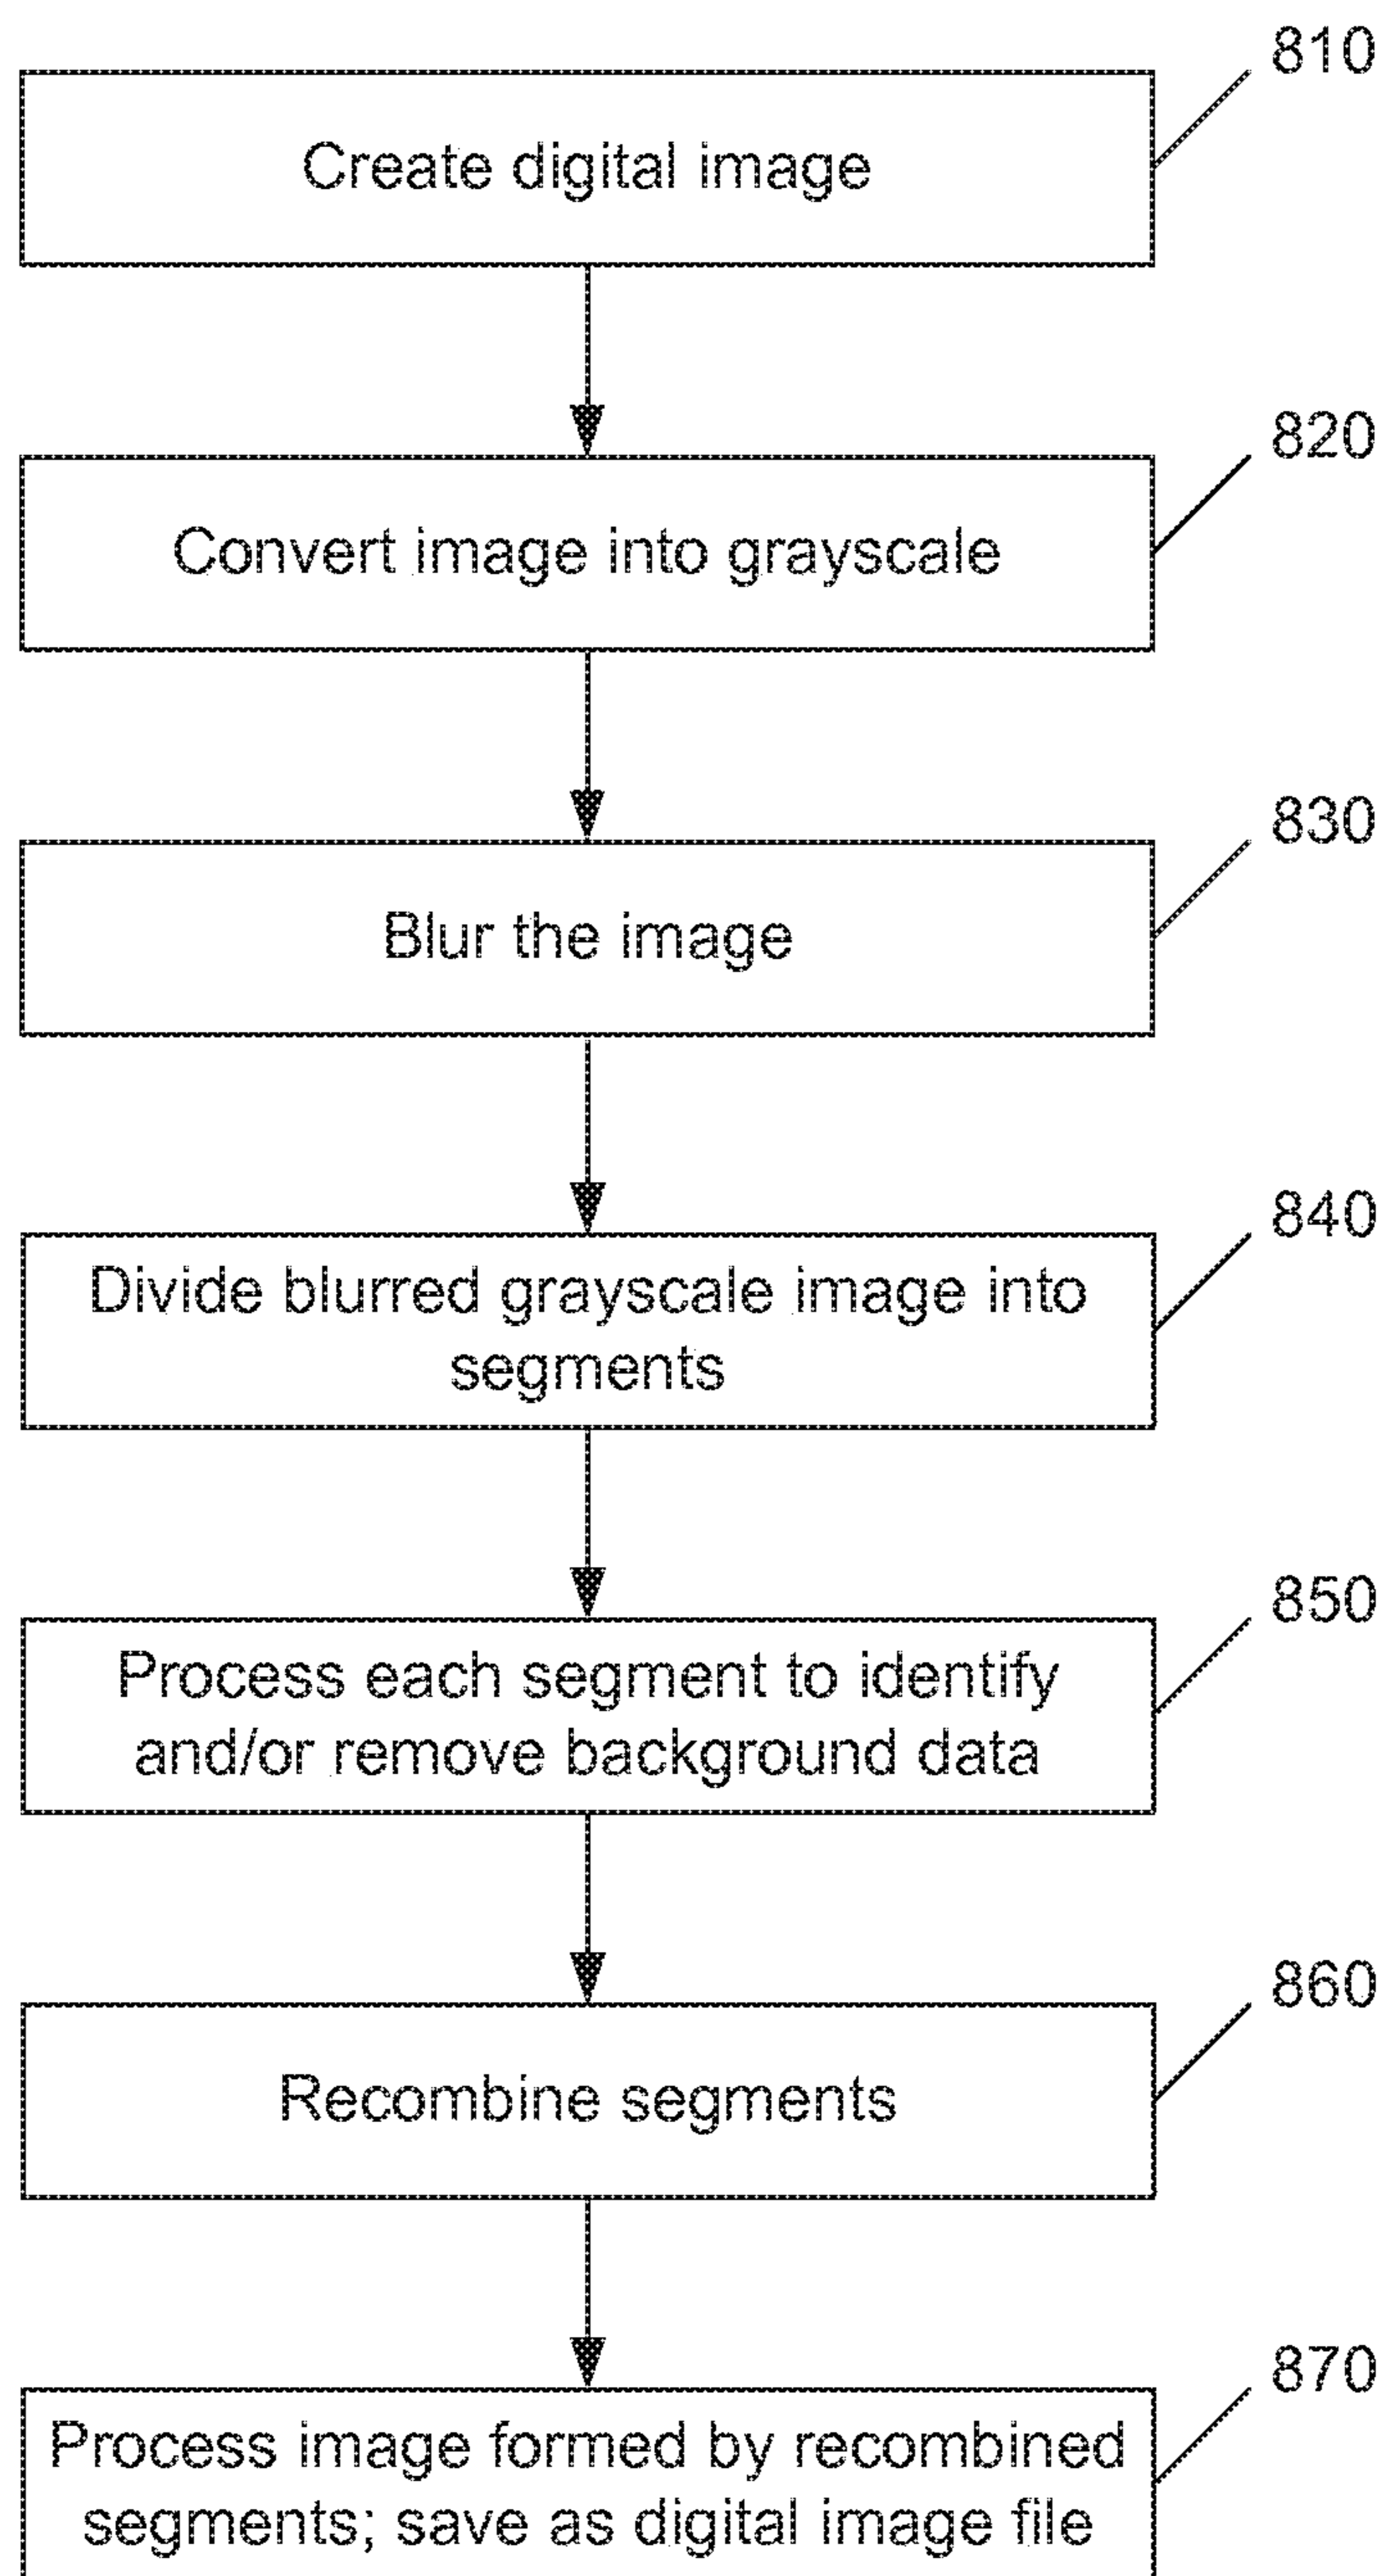 810
Create digital image
820
Convert image into grayscale
830
Blur the image
840
Divide blurred grayscale image into
segments
850
Process each segment to identify
and/or remove background data
860
Recombine segments
870
Process image formed by recombined
segments; save as digital image file